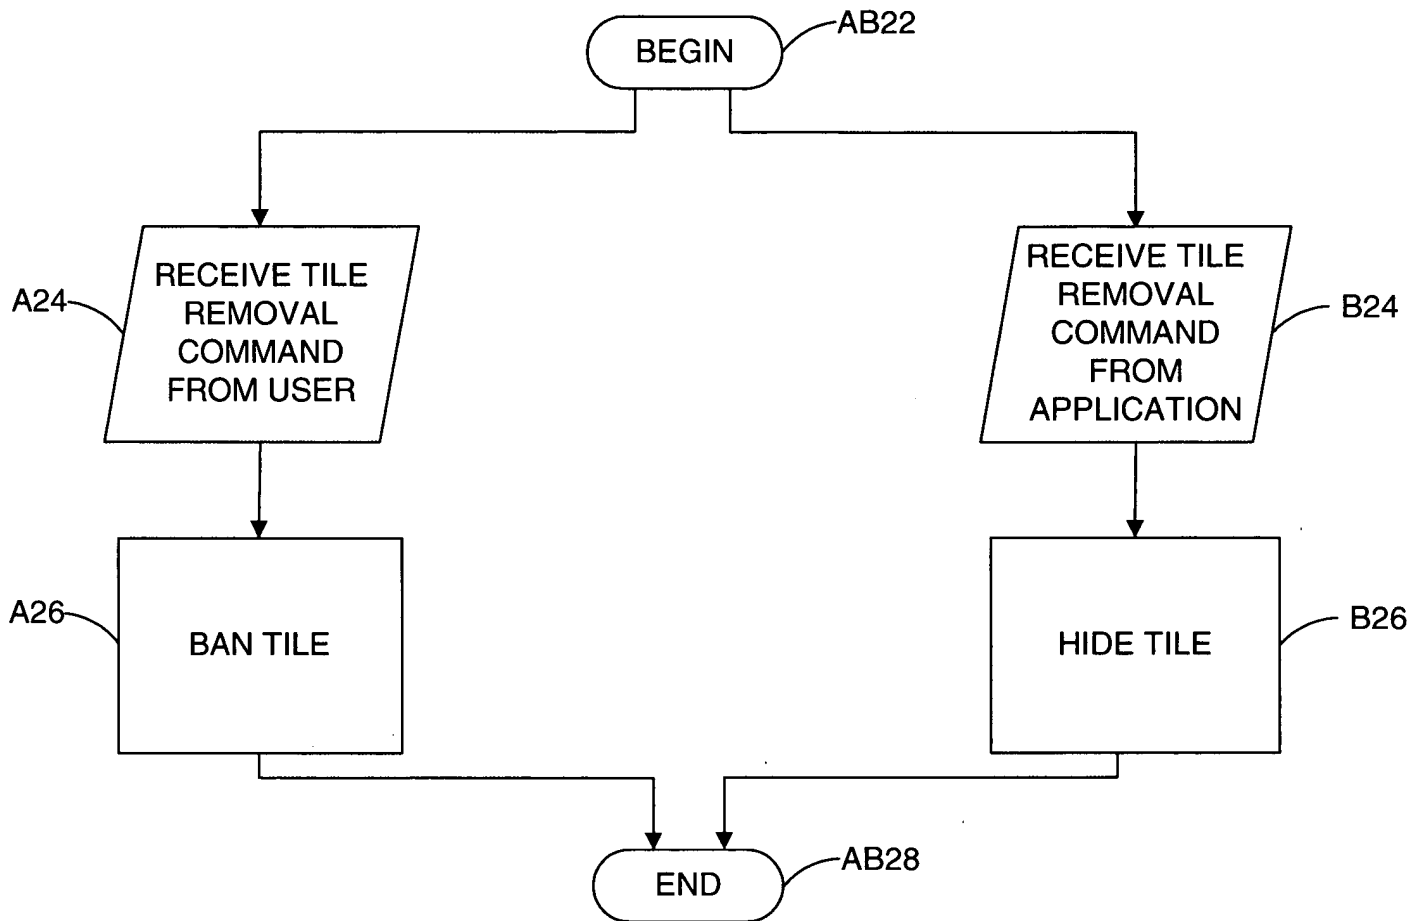 BEGIN
AB22
RECEIVE TILE
REMOVAL
COMMAND
FROM USER
A24
RECEIVE TILE
REMOVAL
COMMAND
FROM
APPLICATION
B24
A26
BAN TILE
HIDE TILE
B26
END
AB28